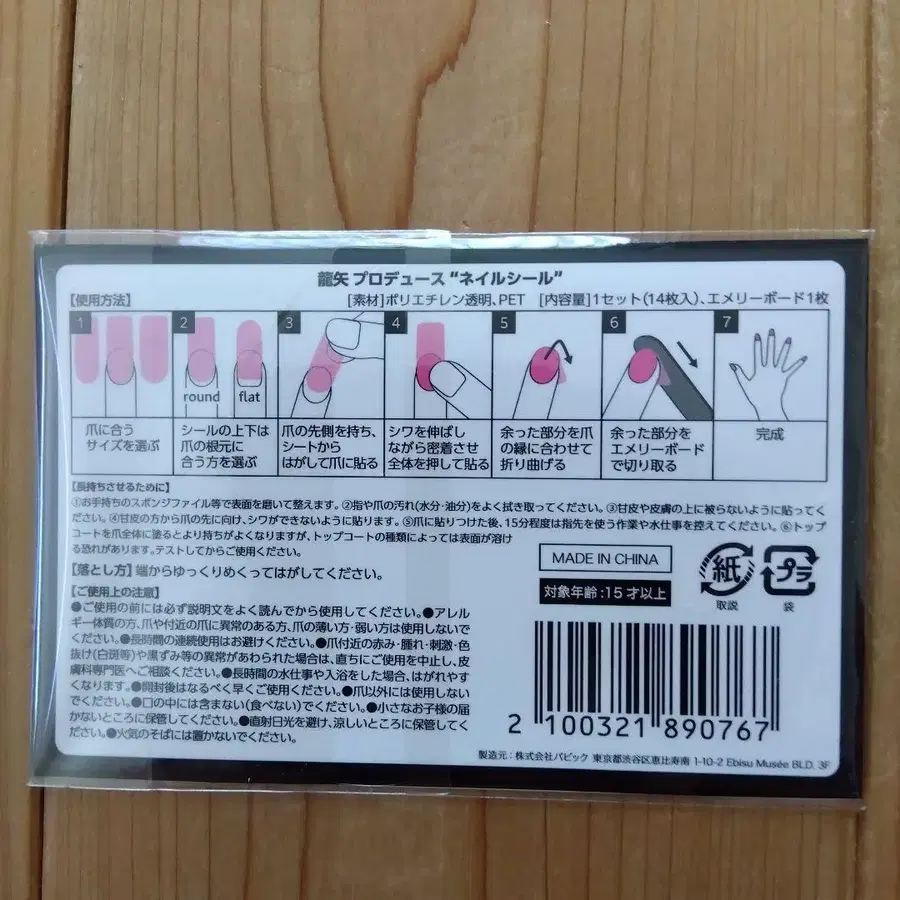 龍矢 プロデュース“ネイルシール”
【使用方法】
[素材]ポリエチレン透明、PET [内容量]1セット(14枚入)、エメリーボード1枚
1
2
3
4
5
6
7
round flat
爪に合う
サイズを選ぶ
シールの上下は
爪の根元に
合う方を選ぶ
爪の先側を持ち、
シートから
はがして爪に貼る
シワを伸ばし
ながら密着させ
全体を押して貼る
余った部分を爪
の縁に合わせて
折り曲げる
余った部分を
エメリーボード
で切り取る
完成
【長持ちさせるために】
①お手持ちのスポンジファイル等で表面を磨いて整えます。②指や爪の汚れ(水分・油分)をよく拭き取ってください。③甘皮や皮膚の上に被らないように貼ってく
ださい。④甘皮の方から爪の先に向け、シワができないように貼ります。⑤爪に貼りつけた後、15分程度は指先を使う作業や水仕事を控えてください。⑥トップ
コートを爪全体に塗るとより持ちがよくなりますが、トップコートの種類によっては表面が溶け
る恐れがあります。テストしてからご使用ください。
【落とし方】端からゆっくりめくってはがしてください。
【ご使用上の注意】
●ご使用の前には必ず説明文をよく読んでから使用してください。●アレル
ギー体質の方、爪や付近の爪に異常のある方、爪の薄い方・弱い方は使用しないで
ください。●長時間の連続使用はお避けください。●爪付近の赤み・腫れ・刺激・色
抜け(白斑等)や黒ずみ等の異常があわられた場合は、直ちにご使用を中止し、皮
膚科専門医へご相談ください。●長時間の水仕事や入浴をした場合、はがれやす
くなります。●開封後はなるべく早くご使用ください。●爪以外には使用しない
でください。●口の中には含まない(食べない)でください。●小さなお子様の届
かないところに保管してください。●直射日光を避け、涼しいところに保管してく
ださい。●火気のそばには置かないでください。
MADE IN CHINA
対象年齢:15才以上
紙
取説
プラ
袋
2 100321 890767
製造元:株式会社バビック 東京都渋谷区恵比寿南 1-10-2 Ebisu Musée BLD. 3F